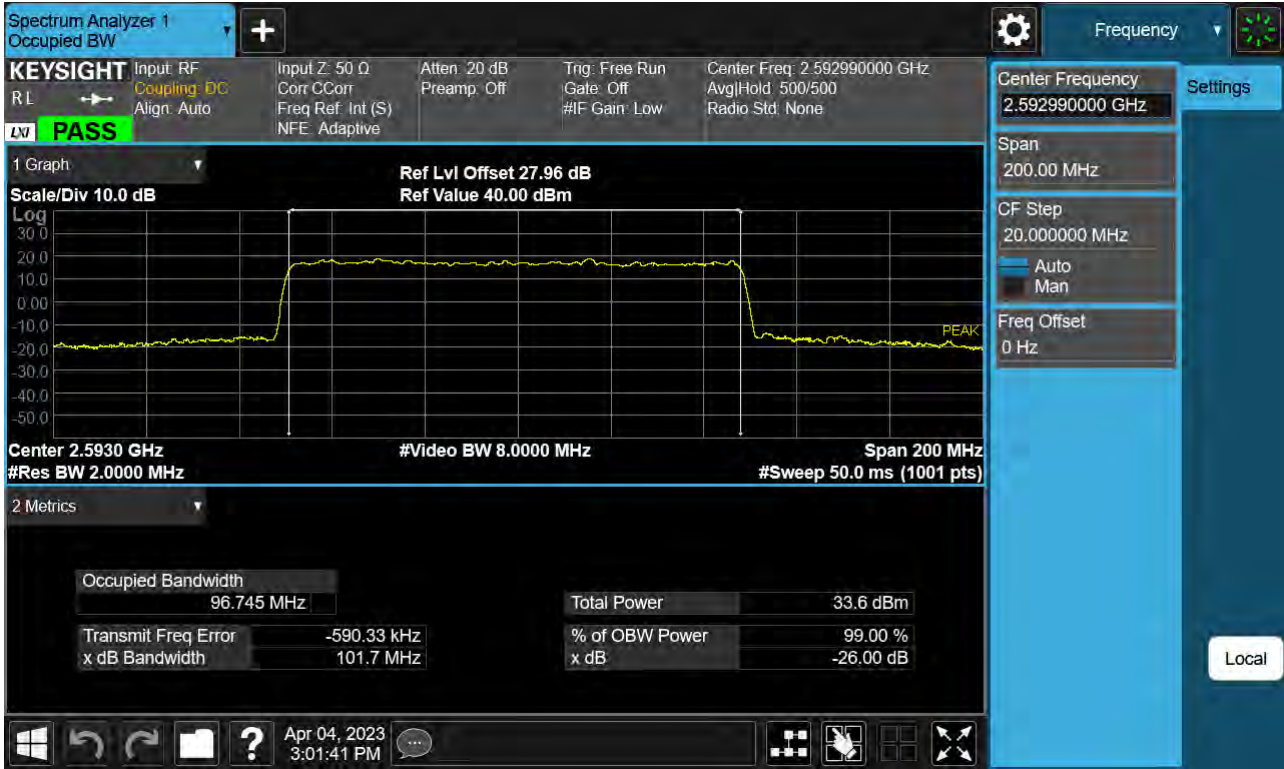 Spectrum Analyzer 1
Occupied BW
+
Frequency
KEYSIGHT
R L
LXI
PASS
Input: RF
Coupling: DC
Align: Auto
Input Z: 50 Ω
Corr CCorr
Freq Ref: Int (S)
NFE: Adaptive
Atten: 20 dB
Preamp: Off
Trig: Free Run
Gate: Off
#IF Gain: Low
Center Freq: 2.592990000 GHz
Avg|Hold: 500/500
Radio Std: None
Center Frequency
2.592990000 GHz
Settings
Span
200.00 MHz
CF Step
20.000000 MHz
Auto
Man
Freq Offset
0 Hz
Local
1 Graph
Scale/Div 10.0 dB
Ref Lvl Offset 27.96 dB
Ref Value 40.00 dBm
Log
30.0
20.0
10.0
0.00
-10.0
-20.0
-30.0
-40.0
-50.0
PEAK
Center 2.5930 GHz
#Video BW 8.0000 MHz
Span 200 MHz
#Res BW 2.0000 MHz
#Sweep 50.0 ms (1001 pts)
2 Metrics
Occupied Bandwidth
96.745 MHz
Total Power 33.6 dBm
Transmit Freq Error -590.33 kHz
% of OBW Power 99.00 %
x dB Bandwidth 101.7 MHz
x dB -26.00 dB
?
Apr 04, 2023
3:01:41 PM